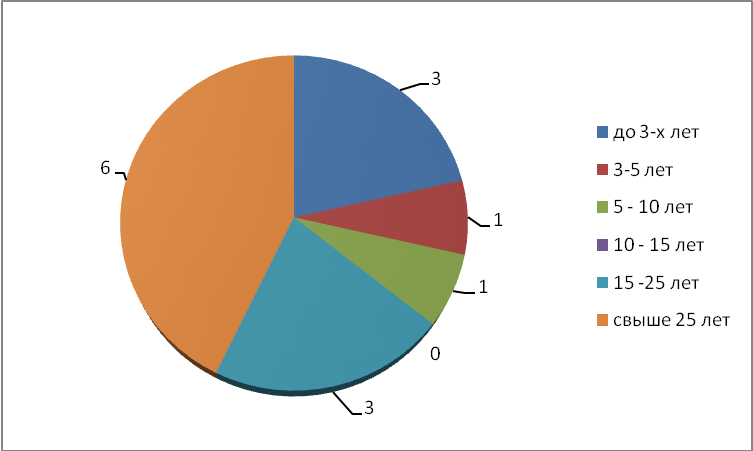 3
1
1
0
3
6
до 3-х лет
3-5 лет
5 - 10 лет
10 - 15 лет
15 -25 лет
свыше 25 лет